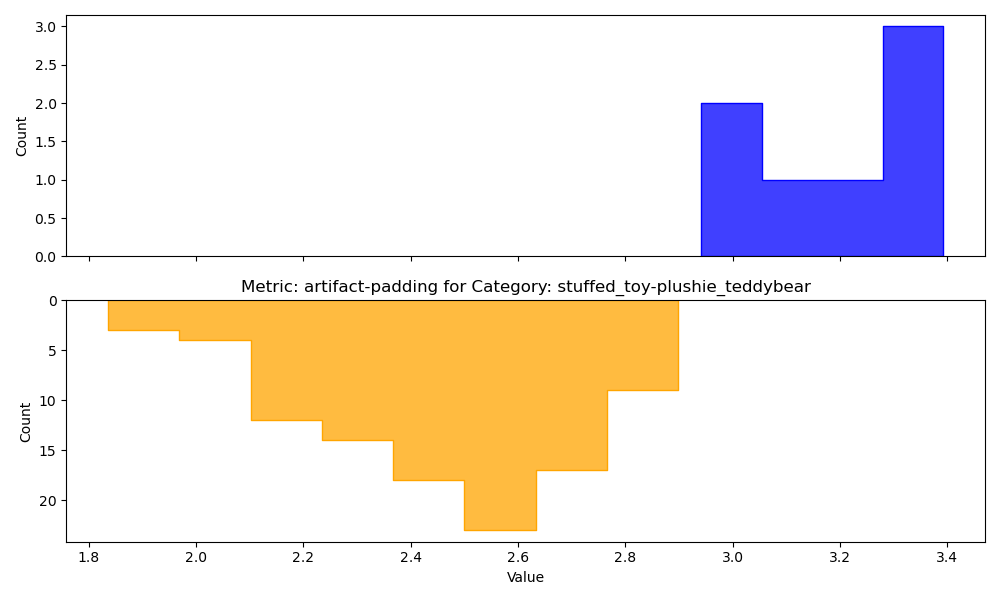 3.0
2.5
2.0
1.5
1.0
0.5
0.0
Count
Metric: artifact-padding for Category: stuffed_toy-plushie_teddybear
0
5
10
15
20
Count
1.8 2.0 2.2 2.4 2.6 2.8 3.0 3.2 3.4
Value